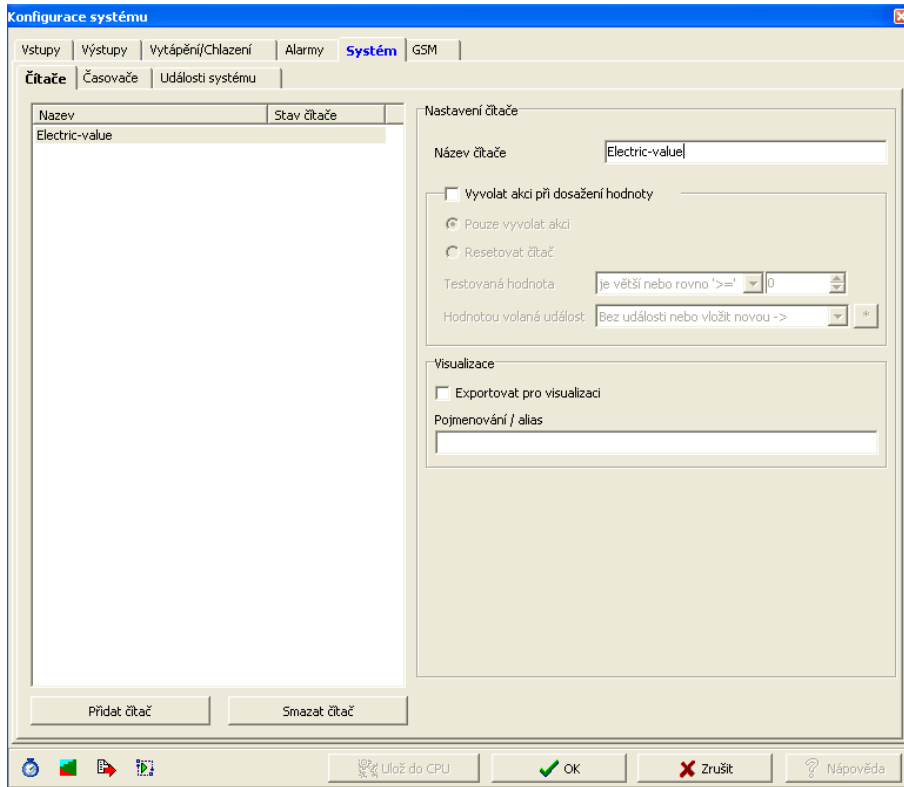 Konfigurace systému
Vstupy Výstupy Vytápění/Chlazení Alarmy Systém GSM
Čítače Časovače Události systému
Nazev Stav čítače
Electric-value
Nastavení čítače
Název čítače Electric-value
Vyvolat akci při dosažení hodnoty
Pouze vyvolat akci
Resetovat čítač
Testovaná hodnota je větší nebo rovno '>=' 0
Hodnotou volaná událost Bez události nebo vložit novou -> *
Visualizace
Exportovat pro visualizaci
Pojmenování / alias
Přidat čítač Smazat čítač
Ulož do CPU OK Zrušit Nápověda